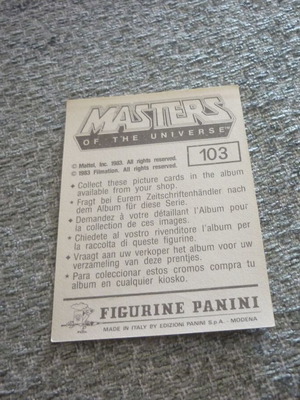 MASTERS
OF THE UNIVERSE™
© Mattel, Inc. 1983. All rights reserved.
© 1983 Filmation. All rights reserved.
103
• Collect these picture cards in the album
available from your shop.
• Fragt bei Eurem Zeitschriftenhändler nach
dem Album für diese Serie.
• Demandez à votre détaillant l'Album pour
la collection de ces images.
• Chiedete al vostro rivenditore l'album per
la raccolta di queste figurine.
• Vraagt aan uw verkoper het album voor uw
verzameling van deze prentjes.
• Para coleccionar estos cromos compra tu
album en cualquier kiosko.
FIGURINE PANINI
MADE IN ITALY BY EDIZIONI PANINI S.p.A. MODENA